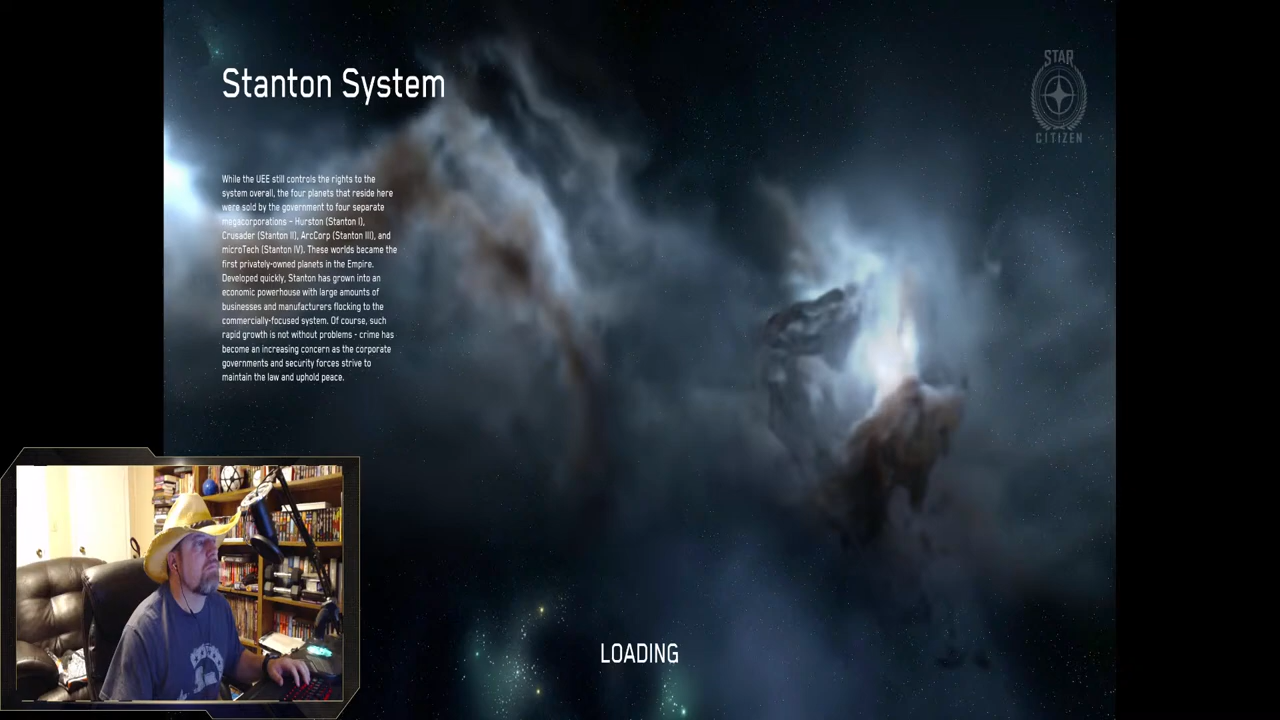 Stanton System
STAR
CITIZEN
While the UEE still controls the rights to the
system overall, the four planets that reside here
were sold by the government to four separate
megacorporations - Hurston (Stanton I),
Crusader (Stanton II), ArcCorp (Stanton III), and
microTech (Stanton IV). These worlds became the
first privately-owned planets in the Empire.
Developed quickly, Stanton has grown into an
economic powerhouse with large amounts of
businesses and manufacturers flocking to the
commercially-focused system. Of course, such
rapid growth is not without problems - crime has
become an increasing concern as the corporate
governments and security forces strive to
maintain the law and uphold peace.
LOADING